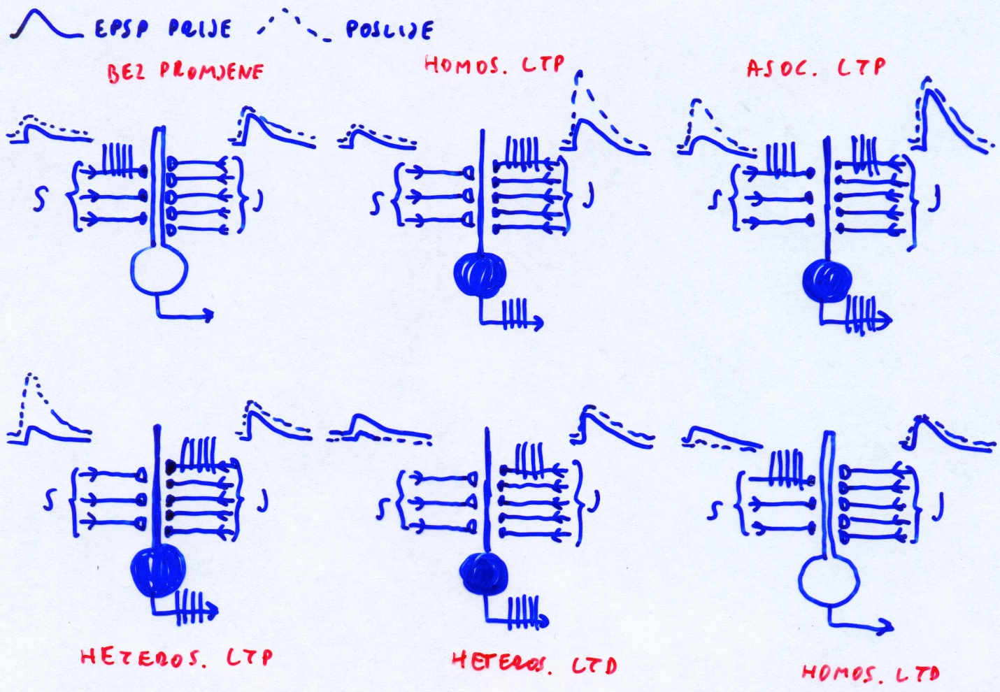 EPSP PRIJE POSLIJE
BEZ PROMJENE HOMOS. LTP ASOC. LTP
S J S J S J
S J S J S J
HETEROS. LTP HETEROS. LTD HOMOS. LTD